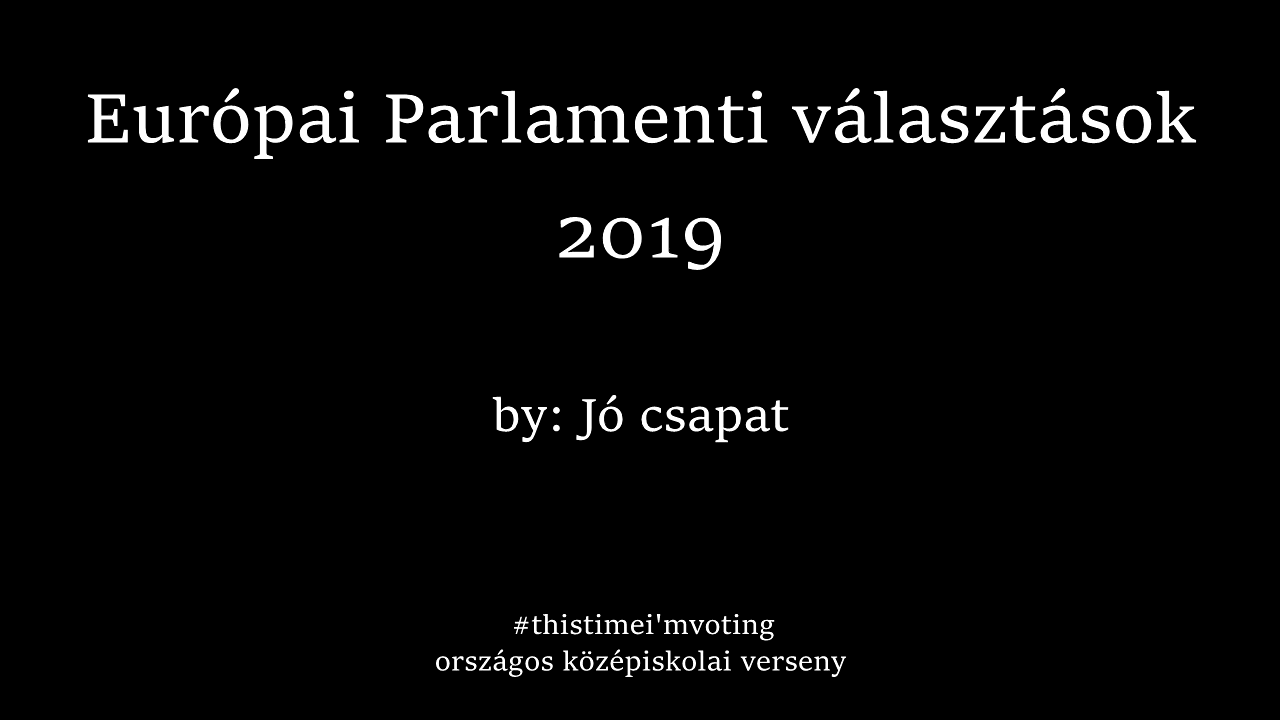 Európai Parlamenti választások
2019
by: Jó csapat
#thistimei'mvoting
országos középiskolai verseny